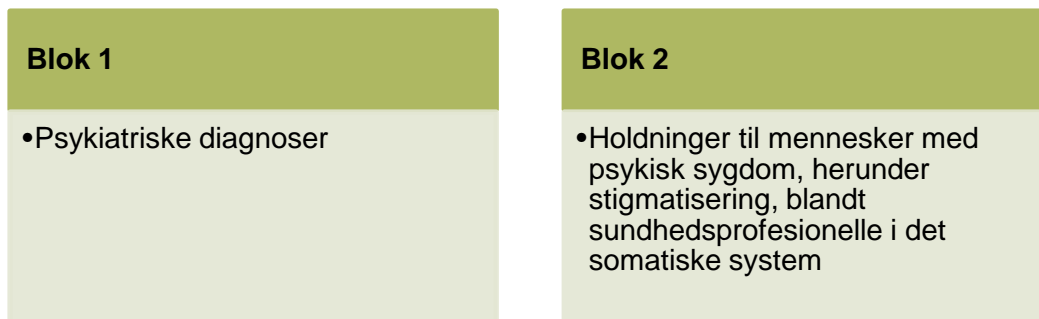 Blok 1
•Psykiatriske diagnoser
Blok 2
•Holdninger til mennesker med
psykisk sygdom, herunder
stigmatisering, blandt
sundhedsprofesionelle i det
somatiske system